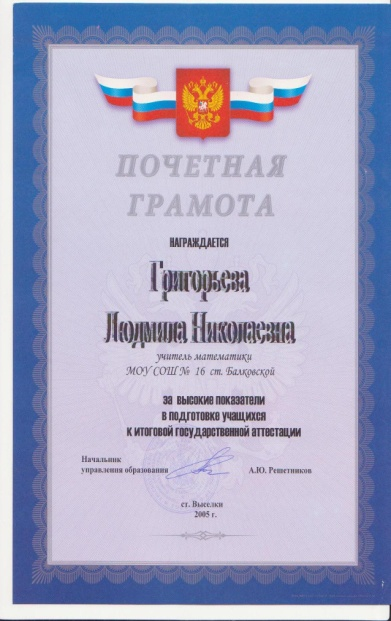 ПОЧЕТНАЯ
ГРАМОТА
НАГРАЖДАЕТСЯ
Григорьева
Людмила Николаевна
учитель математики
МОУ СОШ № 16 ст. Балковской
за высокие показатели
в подготовке учащихся
к итоговой государственной аттестации
Начальник
управления образования А.Ю. Решетников
ст. Выселки
2005 г.